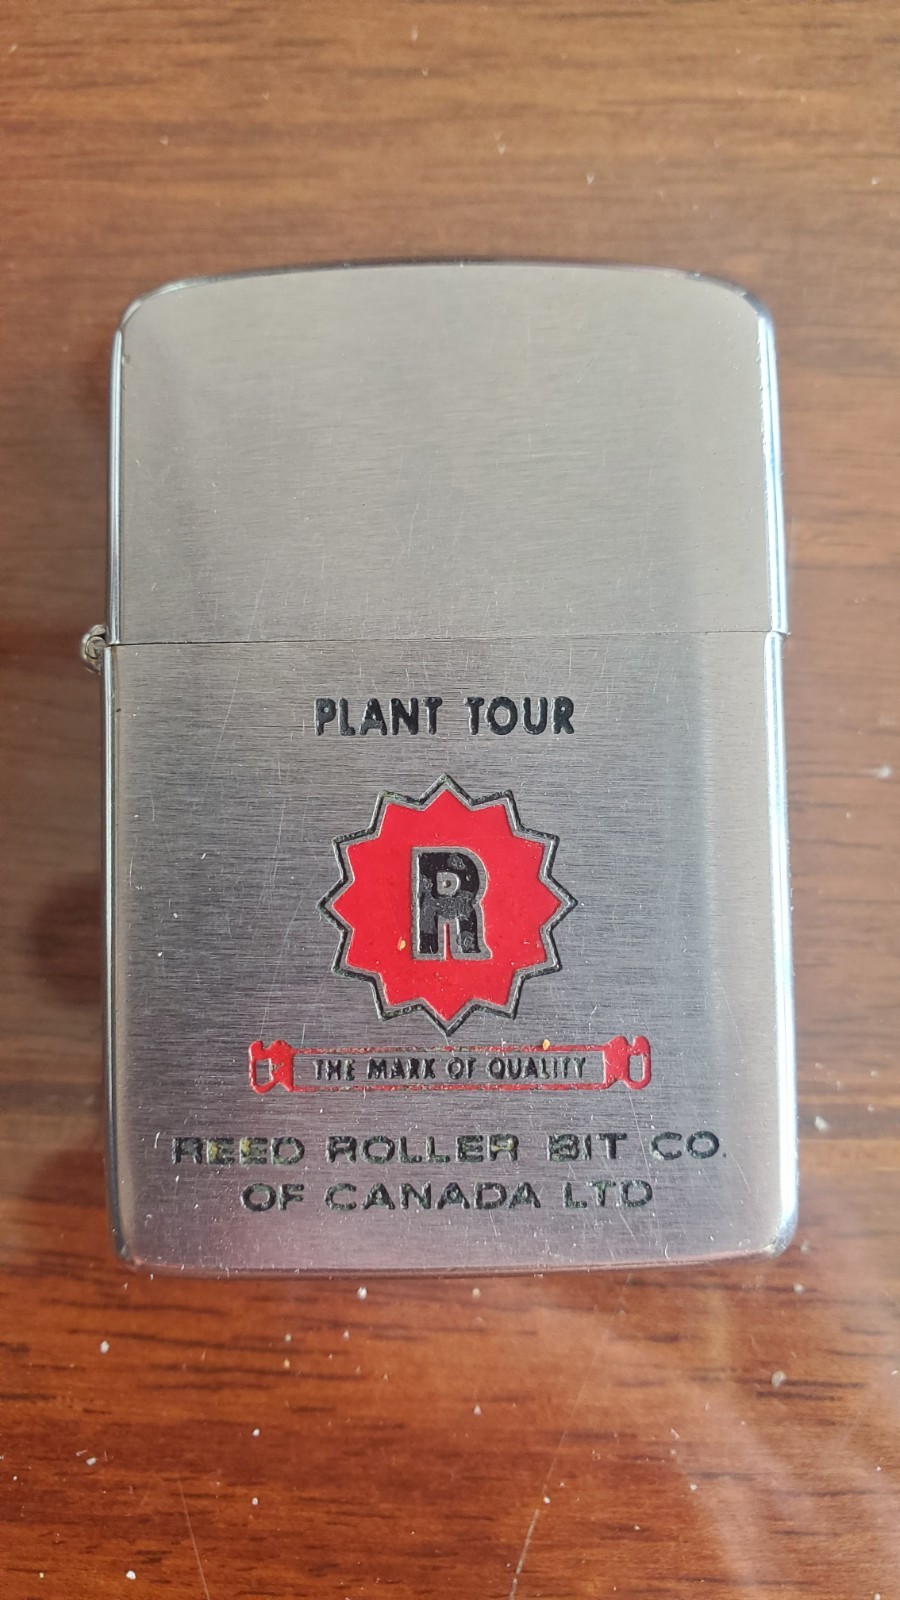 PLANT TOUR
R
THE MARK OF QUALITY
REED ROLLER BIT CO.
OF CANADA LTD